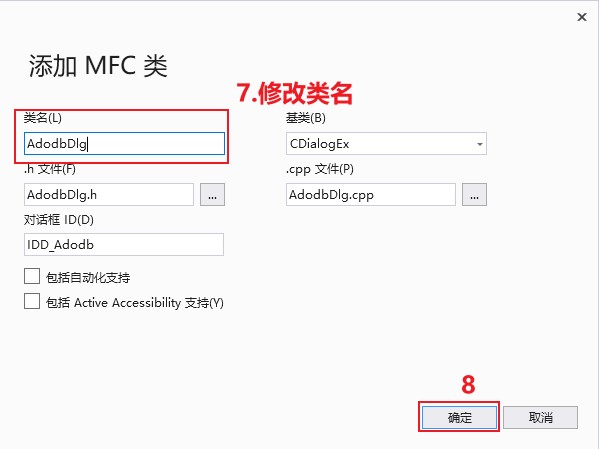 添加 MFC 类
7.修改类名
类名(L)
基类(B)
AdodbDlg
CDialogEx
.h 文件(F)
.cpp 文件(P)
AdodbDlg.h
...
AdodbDlg.cpp
...
对话框 ID(D)
IDD_Adodb
包括自动化支持
包括 Active Accessibility 支持(Y)
8
确定
取消